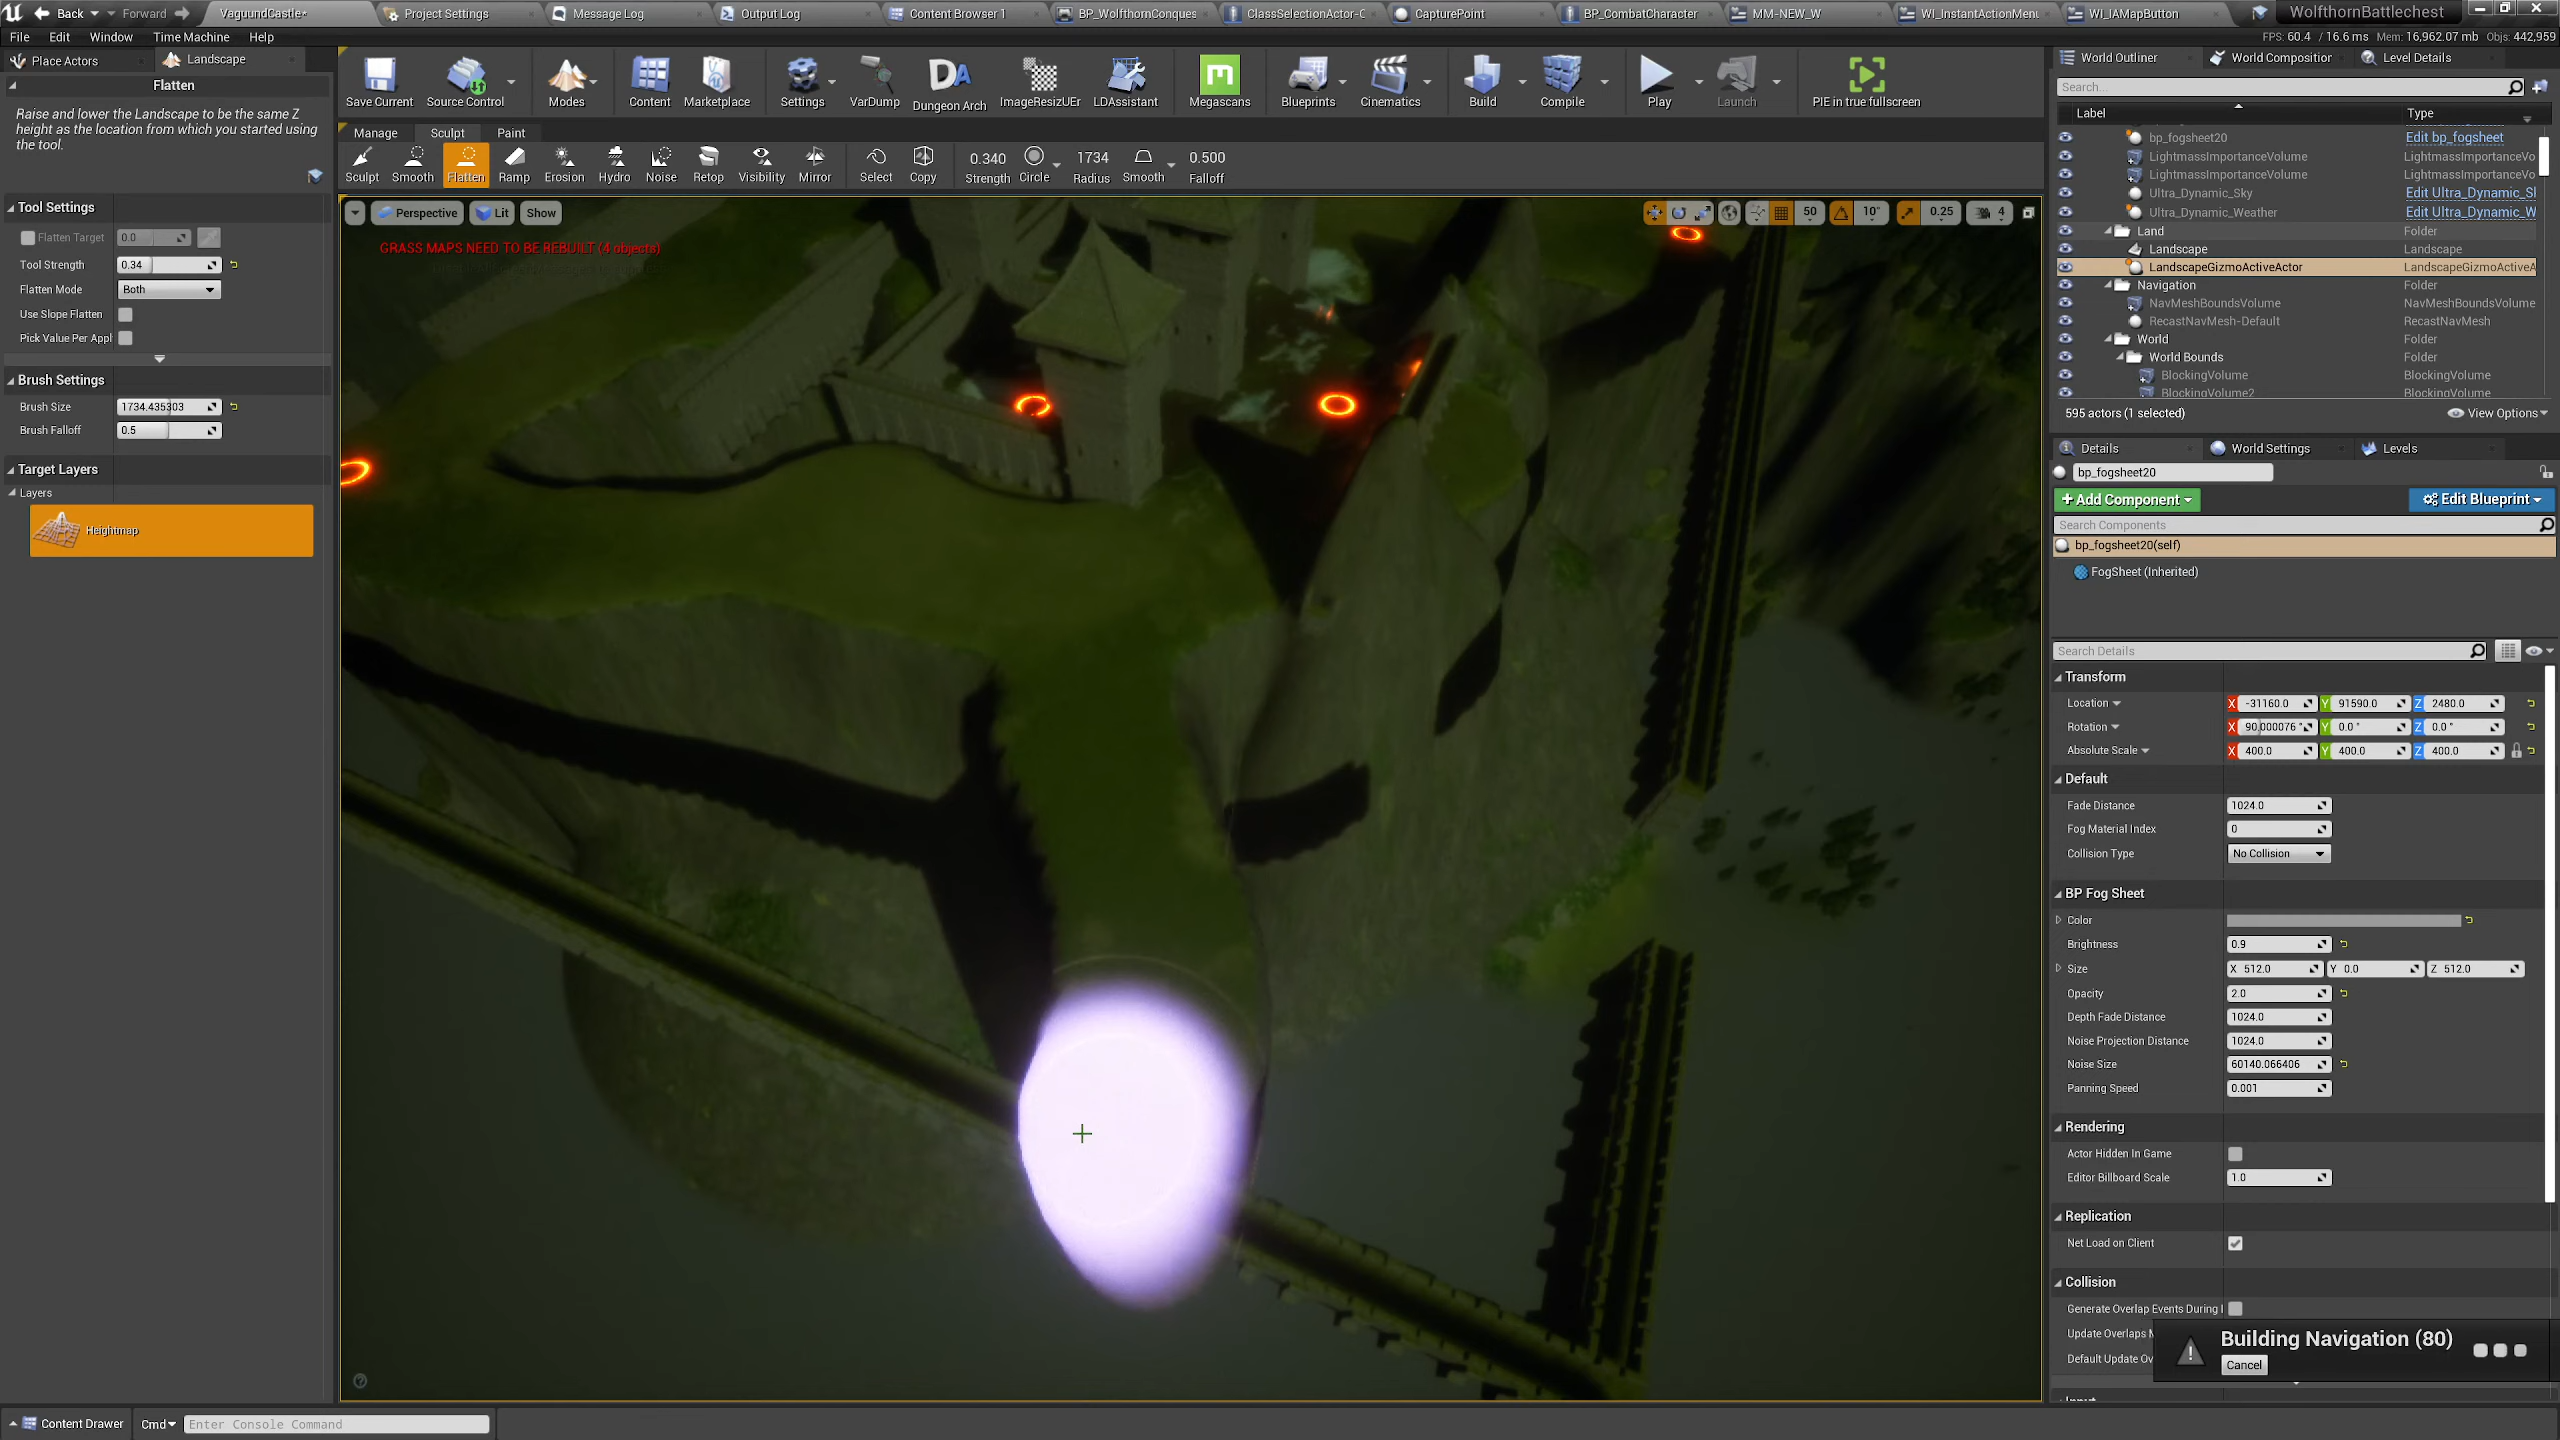 Back Forward VaguundCastle* Project Settings Message Log Output Log Content Browser 1 BP_WolfthornConques ClassSelectionActor-C CapturePoint BP_CombatCharacter MM-NEW_W WI_InstantActionMenu WI_IAMapButton WolfthornBattlechest
File Edit Window Time Machine Help FPS: 60.4 / 16.6 ms Mem: 16,962.07 mb Objs: 442,959
Place Actors Landscape
Flatten
Raise and lower the Landscape to be the same Z
height as the location from which you started using
the tool.
Tool Settings
Flatten Target 0.0
Tool Strength 0.34
Flatten Mode Both
Use Slope Flatten
Pick Value Per Appl
Brush Settings
Brush Size 1734.435303
Brush Falloff 0.5
Target Layers
Layers
Heightmap
Save Current Source Control Modes Content Marketplace Settings VarDump Dungeon Arch ImageResizUEr LDAssistant Megascans Blueprints Cinematics Build Compile Play Launch PIE in true fullscreen
Manage Sculpt Paint
Sculpt Smooth Flatten Ramp Erosion Hydro Noise Retop Visibility Mirror Select Copy
0.340 1734 0.500
Strength Circle Radius Smooth Falloff
Perspective Lit Show 50 10° 0.25 4
GRASS MAPS NEED TO BE REBUILT (4 objects)
World Outliner World Composition Level Details
Search...
Label Type
bp_fogsheet20 Edit bp_fogsheet
LightmassImportanceVolume LightmassImportanceVo
LightmassImportanceVolume LightmassImportanceVo
Ultra_Dynamic_Sky Edit Ultra_Dynamic_Sl
Ultra_Dynamic_Weather Edit Ultra_Dynamic_W
Land Folder
Landscape Landscape
LandscapeGizmoActiveActor LandscapeGizmoActiveA
Navigation Folder
NavMeshBoundsVolume NavMeshBoundsVolume
RecastNavMesh-Default RecastNavMesh
World Folder
World Bounds Folder
BlockingVolume BlockingVolume
BlockingVolume2 BlockingVolume
595 actors (1 selected) View Options
Details World Settings Levels
bp_fogsheet20
Add Component Edit Blueprint
Search Components
bp_fogsheet20(self)
FogSheet (Inherited)
Search Details
Transform
Location X -31160.0 Y 91590.0 Z 2480.0
Rotation X 90.000076 ° Y 0.0 ° Z 0.0 °
Absolute Scale X 400.0 Y 400.0 Z 400.0
Default
Fade Distance 1024.0
Fog Material Index 0
Collision Type No Collision
BP Fog Sheet
Color
Brightness 0.9
Size X 512.0 Y 0.0 Z 512.0
Opacity 2.0
Depth Fade Distance 1024.0
Noise Projection Distance 1024.0
Noise Size 60140.066406
Panning Speed 0.001
Rendering
Actor Hidden In Game
Editor Billboard Scale 1.0
Replication
Net Load on Client
Collision
Generate Overlap Events During l
Update Overlaps M
Default Update Ov
Building Navigation (80)
Cancel
Content Drawer Cmd Enter Console Command